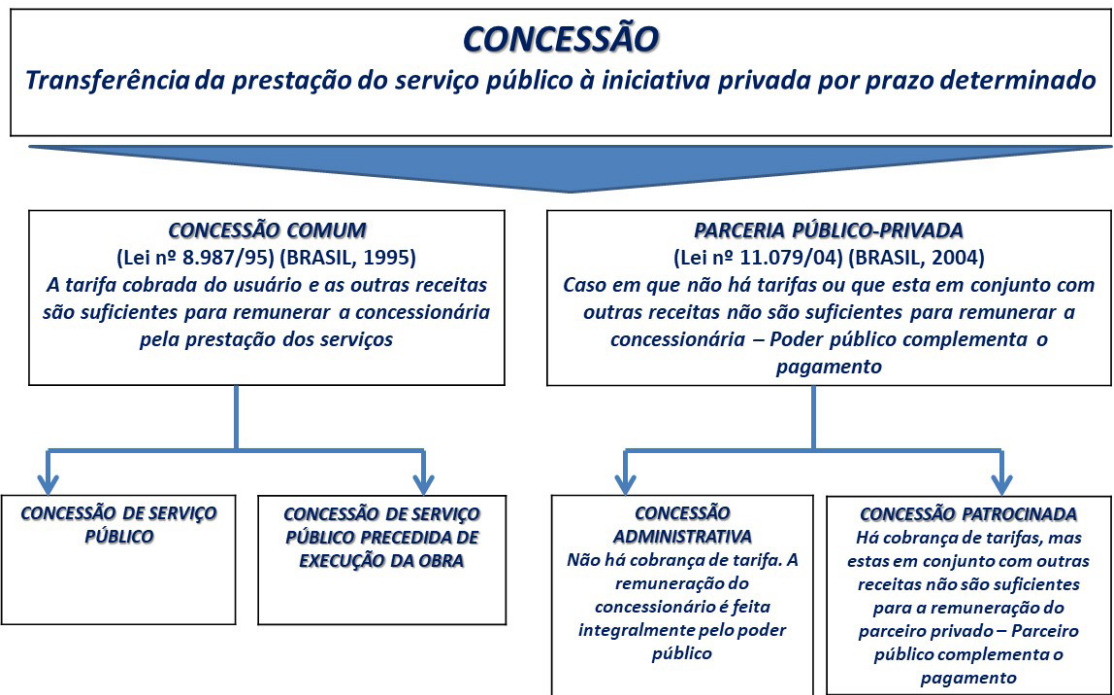 CONCESSÃO
Transferência da prestação do serviço público à iniciativa privada por prazo determinado
CONCESSÃO COMUM
(Lei nº 8.987/95) (BRASIL, 1995)
A tarifa cobrada do usuário e as outras receitas
são suficientes para remunerar a concessionária
pela prestação dos serviços
PARCERIA PÚBLICO-PRIVADA
(Lei nº 11.079/04) (BRASIL, 2004)
Caso em que não há tarifas ou que esta em conjunto com
outras receitas não são suficientes para remunerar a
concessionária – Poder público complementa o
pagamento
CONCESSÃO DE SERVIÇO
PÚBLICO
CONCESSÃO DE SERVIÇO
PÚBLICO PRECEDIDA DE
EXECUÇÃO DA OBRA
CONCESSÃO
ADMINISTRATIVA
Não há cobrança de tarifa. A
remuneração do
concessionário é feita
integralmente pelo poder
público
CONCESSÃO PATROCINADA
Há cobrança de tarifas, mas
estas em conjunto com outras
receitas não são suficientes
para a remuneração do
parceiro privado – Parceiro
público complementa o
pagamento